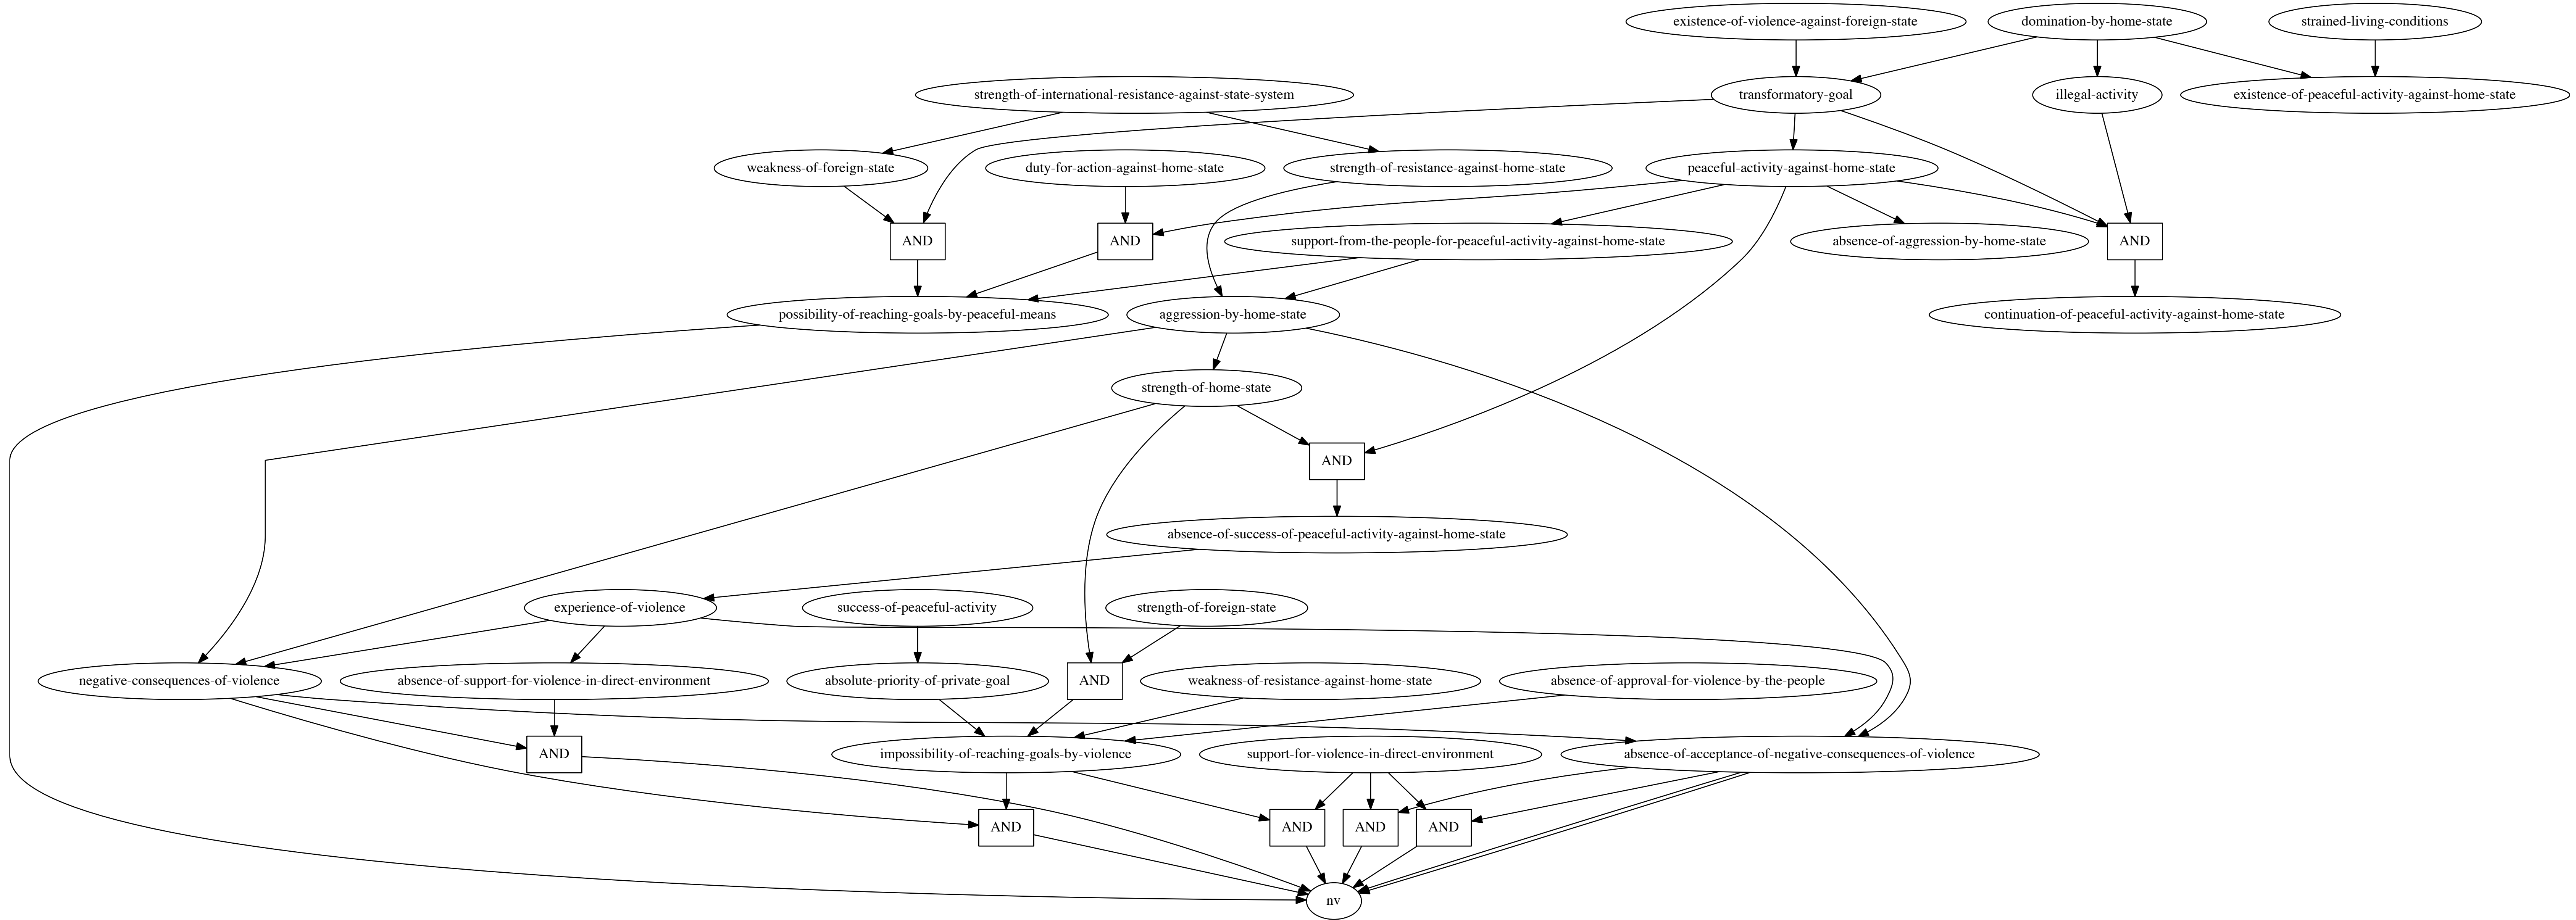 existence-of-violence-against-foreign-state
domination-by-home-state
strained-living-conditions
strength-of-international-resistance-against-state-system
transformatory-goal
illegal-activity
existence-of-peaceful-activity-against-home-state
weakness-of-foreign-state
duty-for-action-against-home-state
strength-of-resistance-against-home-state
peaceful-activity-against-home-state
AND
AND
support-from-the-people-for-peaceful-activity-against-home-state
absence-of-aggression-by-home-state
AND
possibility-of-reaching-goals-by-peaceful-means
aggression-by-home-state
continuation-of-peaceful-activity-against-home-state
strength-of-home-state
AND
absence-of-success-of-peaceful-activity-against-home-state
experience-of-violence
success-of-peaceful-activity
strength-of-foreign-state
negative-consequences-of-violence
absence-of-support-for-violence-in-direct-environment
absolute-priority-of-private-goal
AND
weakness-of-resistance-against-home-state
absence-of-approval-for-violence-by-the-people
AND
impossibility-of-reaching-goals-by-violence
support-for-violence-in-direct-environment
absence-of-acceptance-of-negative-consequences-of-violence
AND
AND
AND
AND
nv